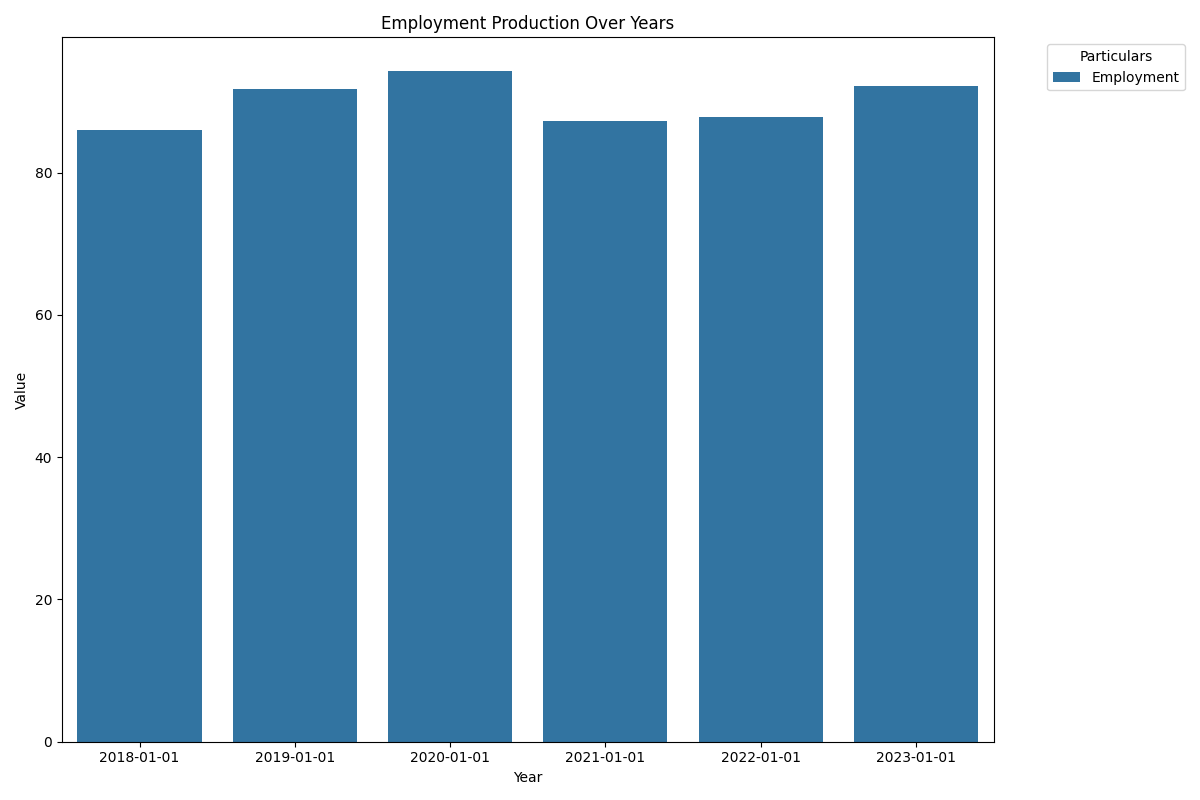 Employment Production Over Years
Particulars
Employment
Value
80
60
40
20
0
2018-01-01
2019-01-01
2020-01-01
2021-01-01
2022-01-01
2023-01-01
Year